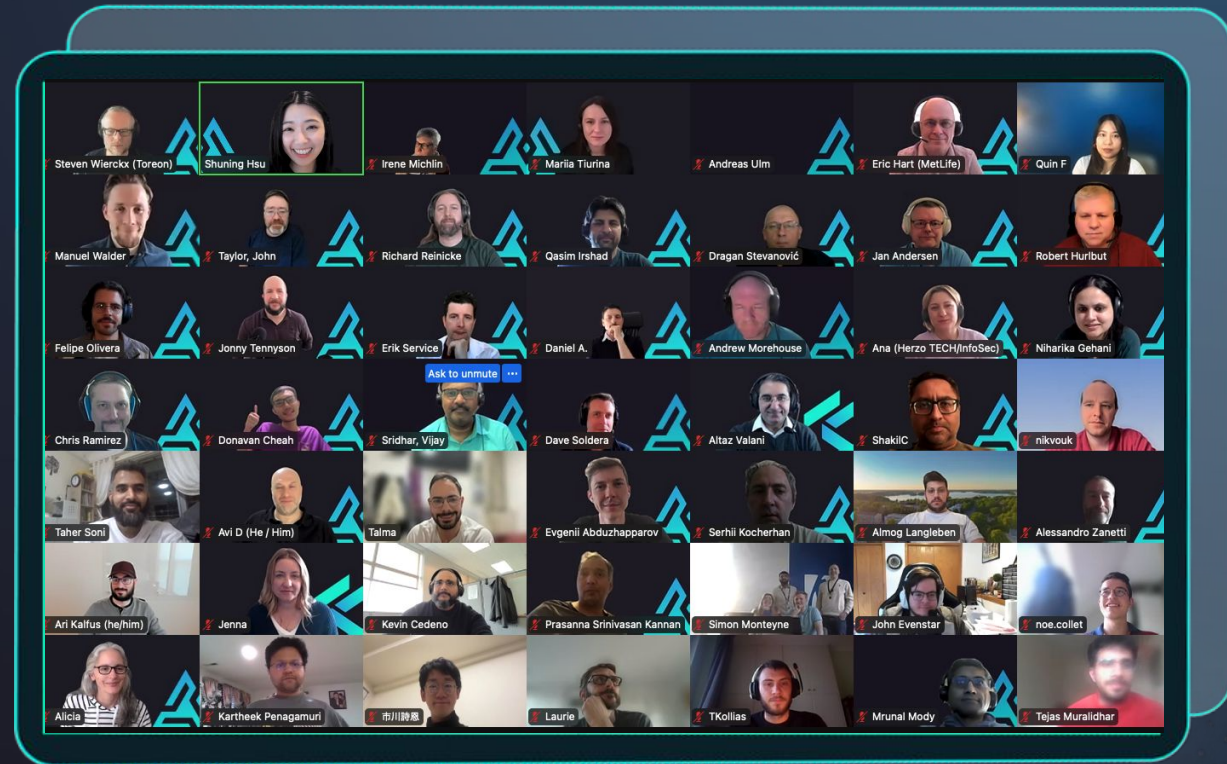 Steven Wierckx (Toreon)
Shuning Hsu
Irene Michlin
Mariia Tiurina
Andreas Ulm
Eric Hart (MetLife)
Quin F
Manuel Walder
Taylor, John
Richard Reinicke
Qasim Irshad
Dragan Stevanović
Jan Andersen
Robert Hurlbut
Felipe Olivera
Jonny Tennyson
Erik Service
Daniel A.
Andrew Morehouse
Ana (Herzo TECH/InfoSec)
Niharika Gehani
Ask to unmute ...
Chris Ramirez
Donavan Cheah
Sridhar, Vijay
Dave Soldera
Altaz Valani
ShakilC
nikvouk
Taher Soni
Avi D (He / Him)
Talma
Evgenii Abduzhapparov
Serhii Kocherhan
Almog Langleben
Alessandro Zanetti
Ari Kalfus (he/him)
Jenna
Kevin Cedeno
Prasanna Srinivasan Kannan
Simon Monteyne
John Evenstar
noe.collet
Alicia
Kartheek Penagamuri
市川詩恩
Laurie
TKollias
Mrunal Mody
Tejas Muralidhar